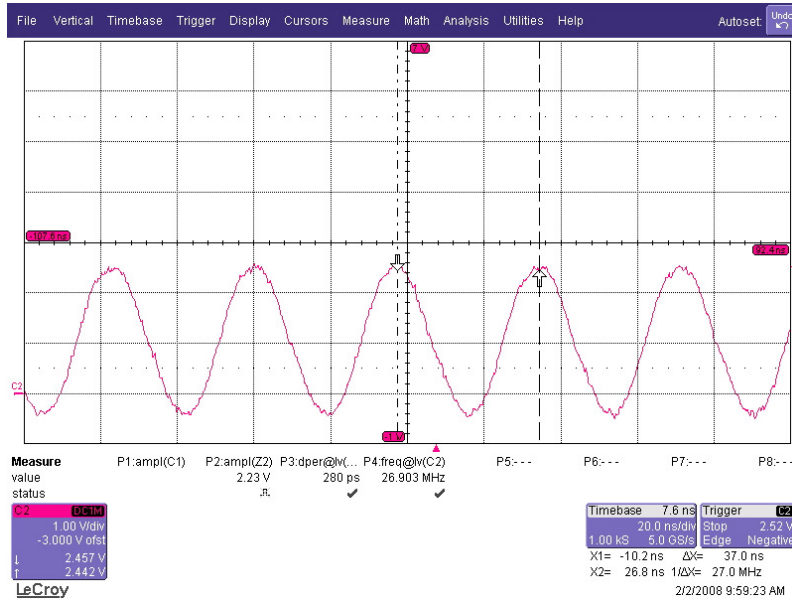 File Vertical Timebase Trigger Display Cursors Measure Math Analysis Utilities Help Autoset: Undo
7 V
-107.6 ns
92.4 ns
C2
-1 V
Measure P1:ampl(C1) P2:ampl(Z2) P3:dper@lv(... P4:freq@lv(C2) P5:- - - P6:- - - P7:- - - P8:- - -
value 2.23 V 280 ps 26.903 MHz
status
C2 DC1M
1.00 V/div
-3.000 V ofst
↓ 2.457 V
↑ 2.442 V
Timebase 7.6 ns Trigger C2
20.0 ns/div Stop 2.52 V
1.00 kS 5.0 GS/s Edge Negative
X1= -10.2 ns ΔX= 37.0 ns
X2= 26.8 ns 1/ΔX= 27.0 MHz
LeCroy 2/2/2008 9:59:23 AM